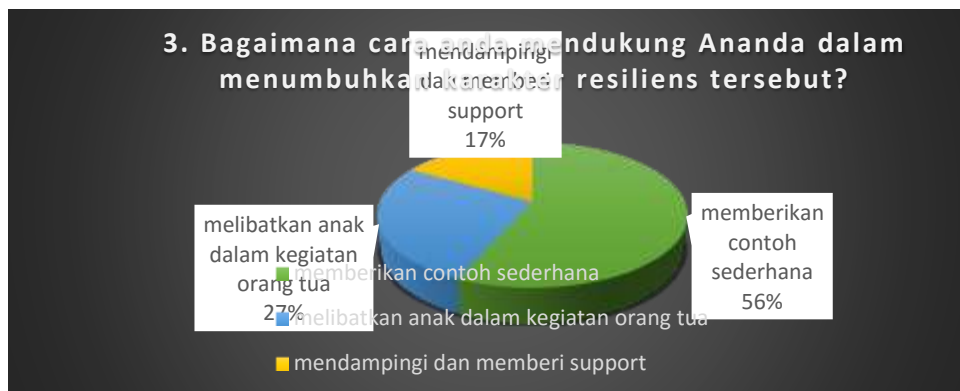 3. Bagaimana cara anda mendukung Ananda dalam
menumbuhkan karakter resiliens tersebut?
mendampingi
dan memberi
support
17%
melibatkan anak
dalam kegiatan
orang tua
27%
memberikan
contoh
sederhana
56%
memberikan contoh sederhana
melibatkan anak dalam kegiatan orang tua
mendampingi dan memberi support